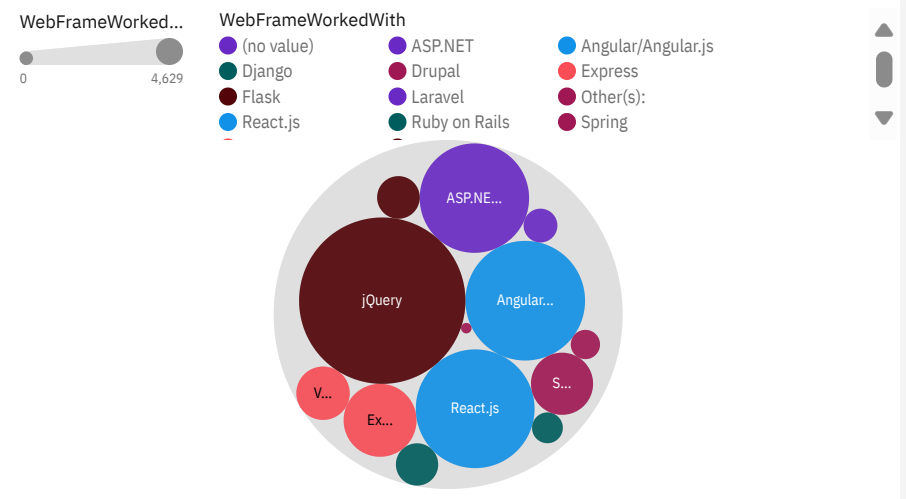 WebFrameWorked...
0 4,629
WebFrameWorkedWith
(no value) ASP.NET Angular/Angular.js
Django Drupal Express
Flask Laravel Other(s):
React.js Ruby on Rails Spring
ASP.NE...
jQuery
Angular...
S...
V...
Ex...
React.js